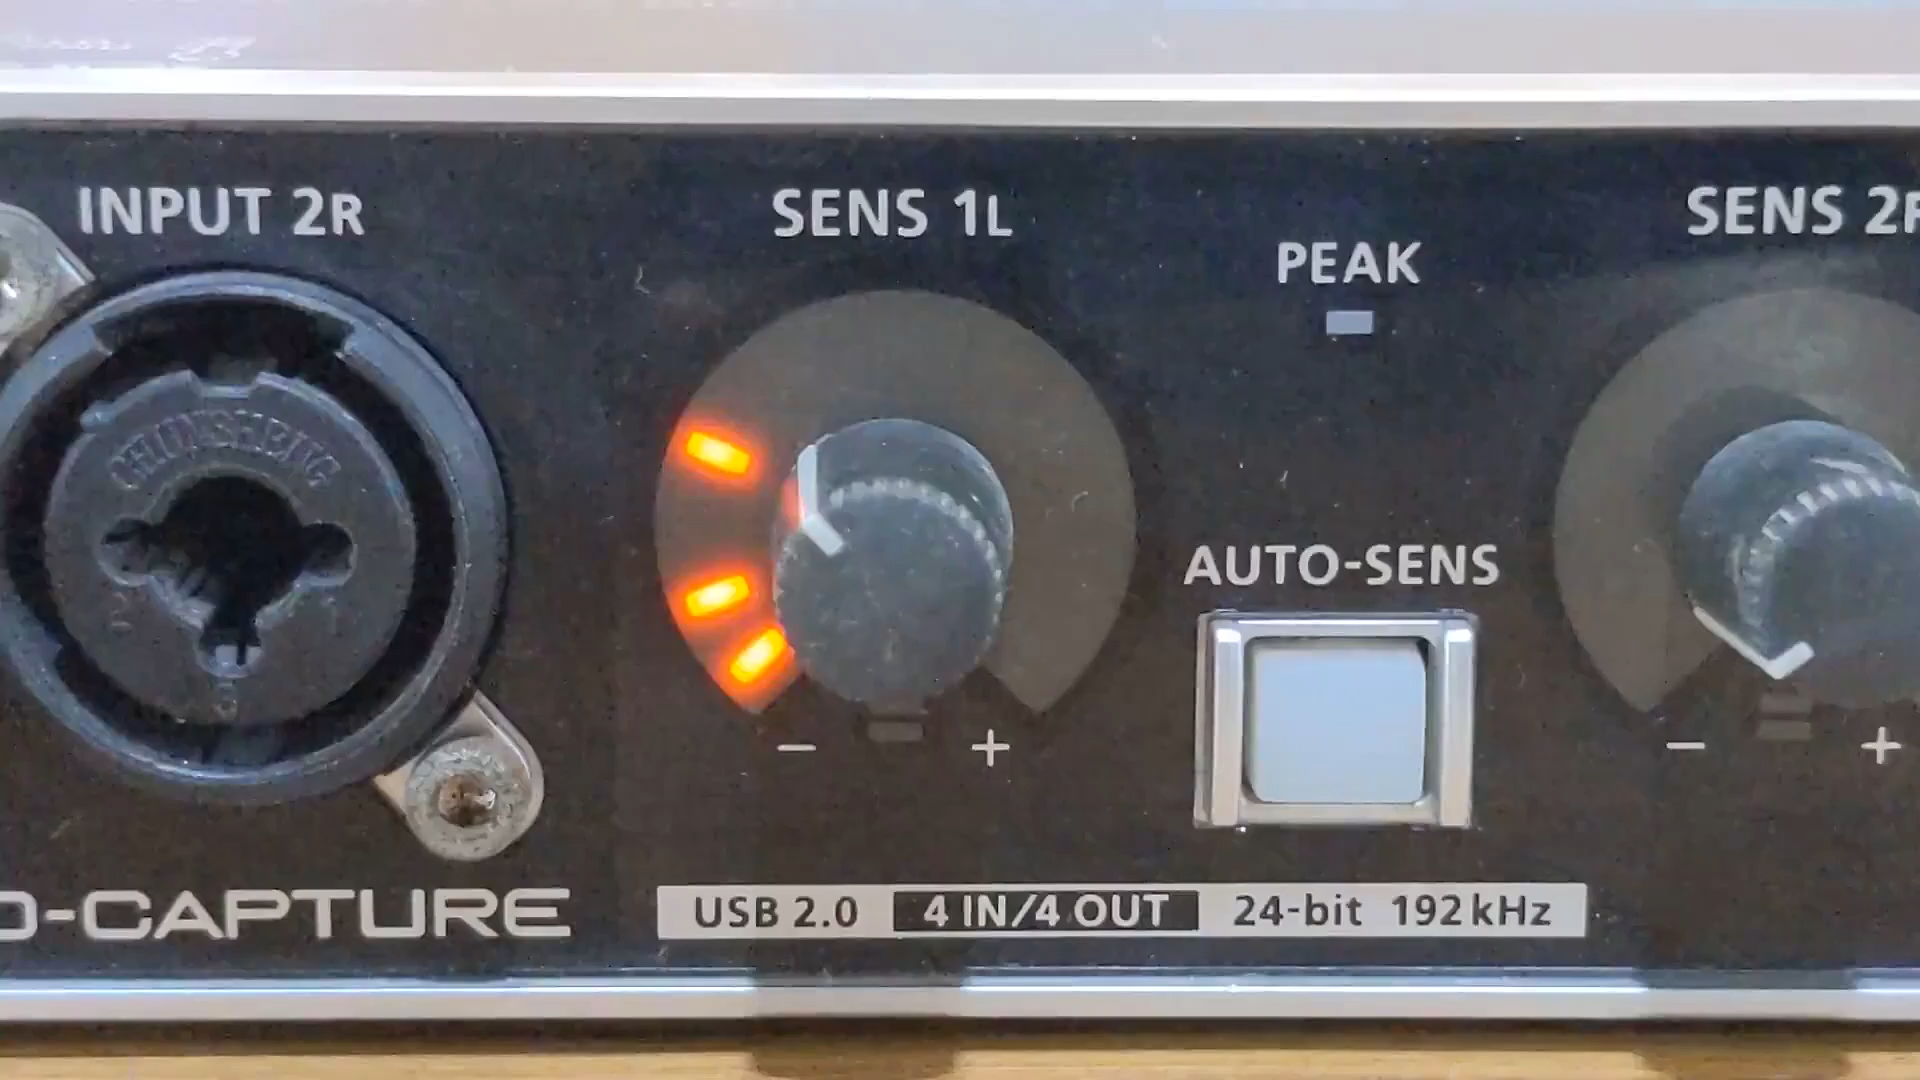 INPUT 2R
SENS 1L
SENS 2
PEAK
AUTO-SENS
- +
- +
-CAPTURE
USB 2.0 4 IN/4 OUT 24-bit 192kHz